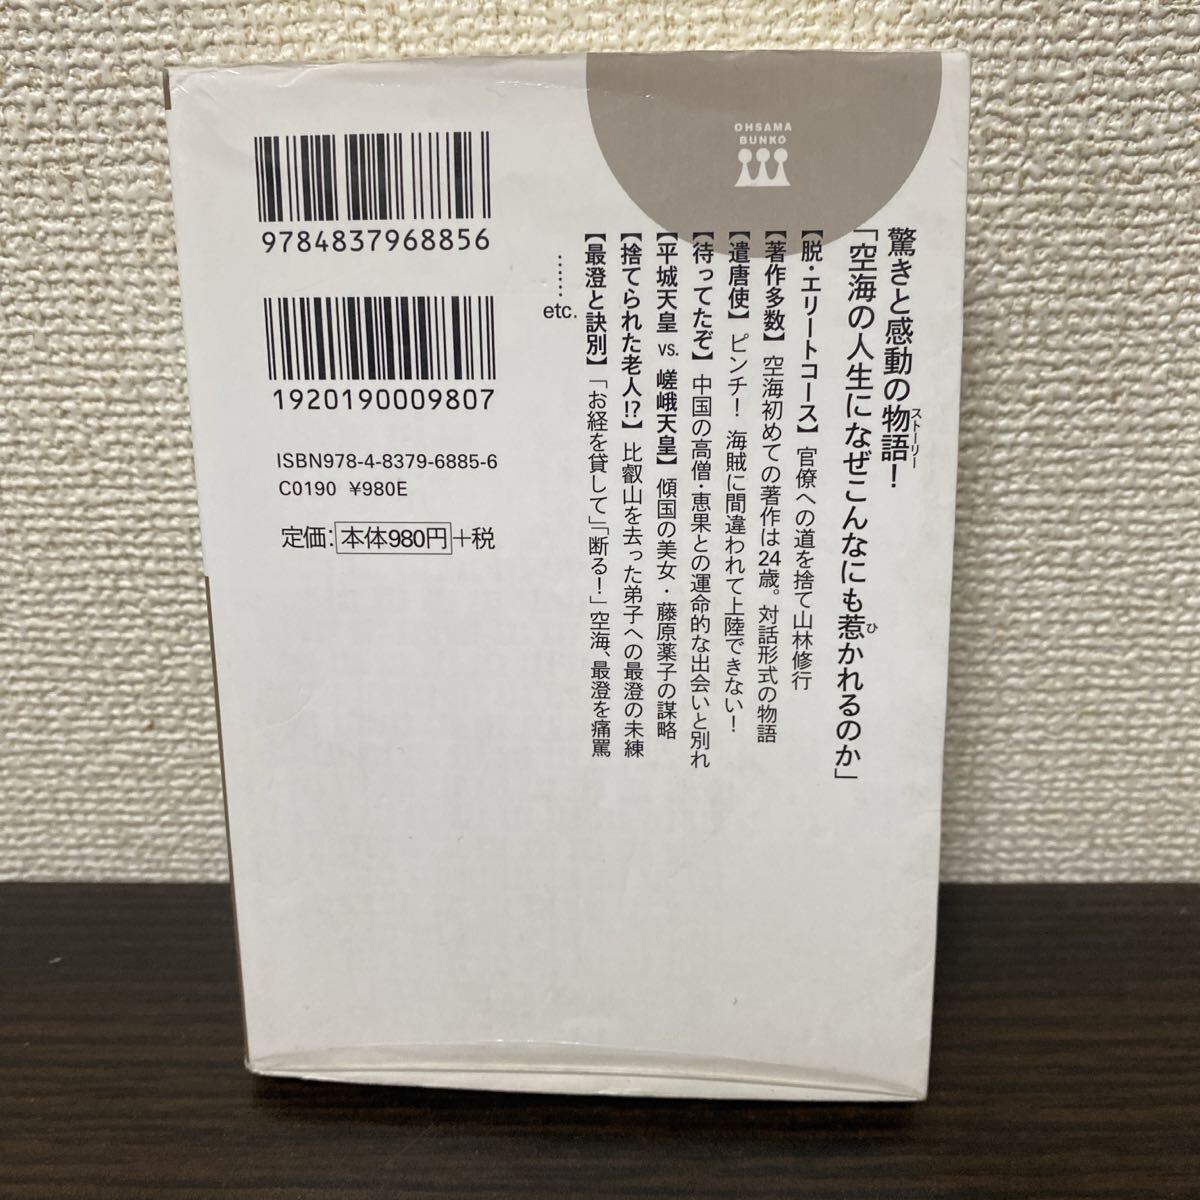 OHSAMA
BUNKO
驚きと感動の物語！
ストーリー
「空海の人生になぜこんなにも惹かれるのか」
ひ
【脱・エリートコース】 官僚への道を捨て山林修行
【著作多数】 空海初めての著作は24歳。対話形式の物語
【遣唐使】 ピンチ！ 海賊に間違われて上陸できない！
【待ってたぞ】 中国の高僧・恵果との運命的な出会いと別れ
【平城天皇 vs. 嵯峨天皇】 傾国の美女・藤原薬子の謀略
【捨てられた老人!?】 比叡山を去った弟子への最澄の未練
【最澄と訣別】 「お経を貸して」「断る！」空海、最澄を痛罵
……etc.
9784837968856
1920190009807
ISBN978-4-8379-6885-6
C0190 ¥980E
定価：本体980円+税